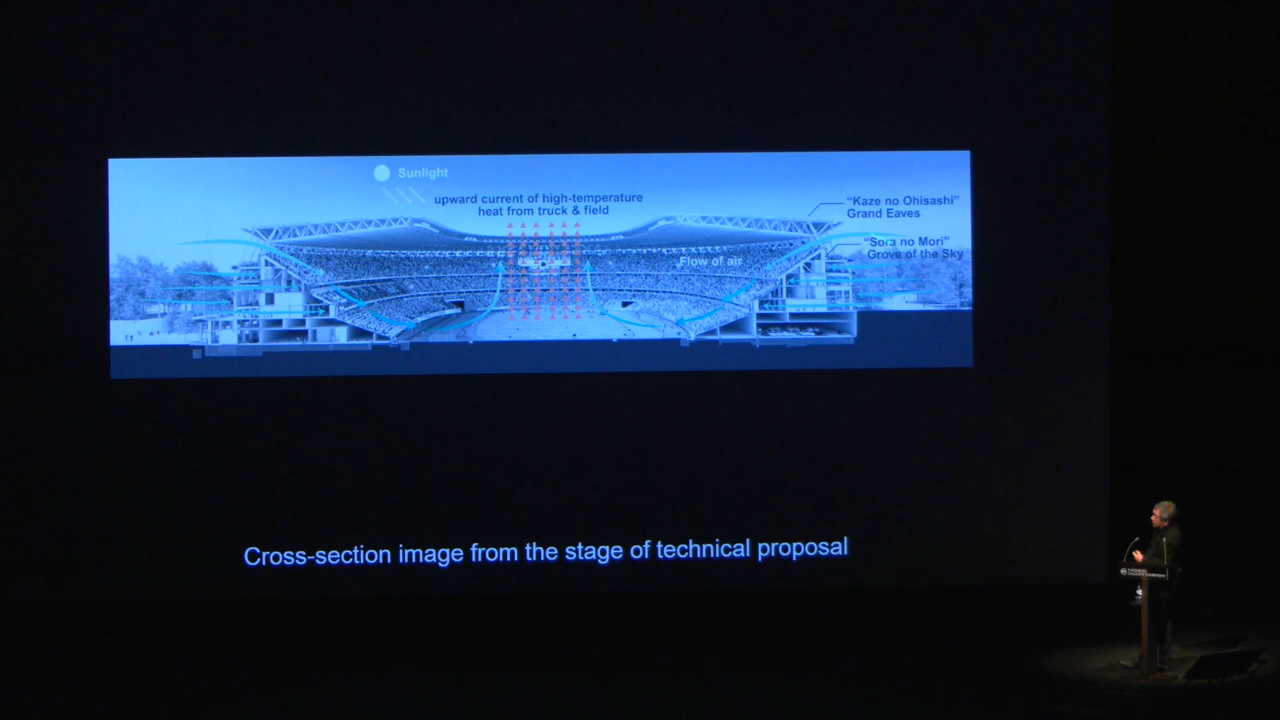 Sunlight
upward current of high-temperature
heat from truck & field
“Kaze no Ohisashi”
Grand Eaves
“Sora no Mori”
Grove of the Sky
Flow of air
Cross-section image from the stage of technical proposal